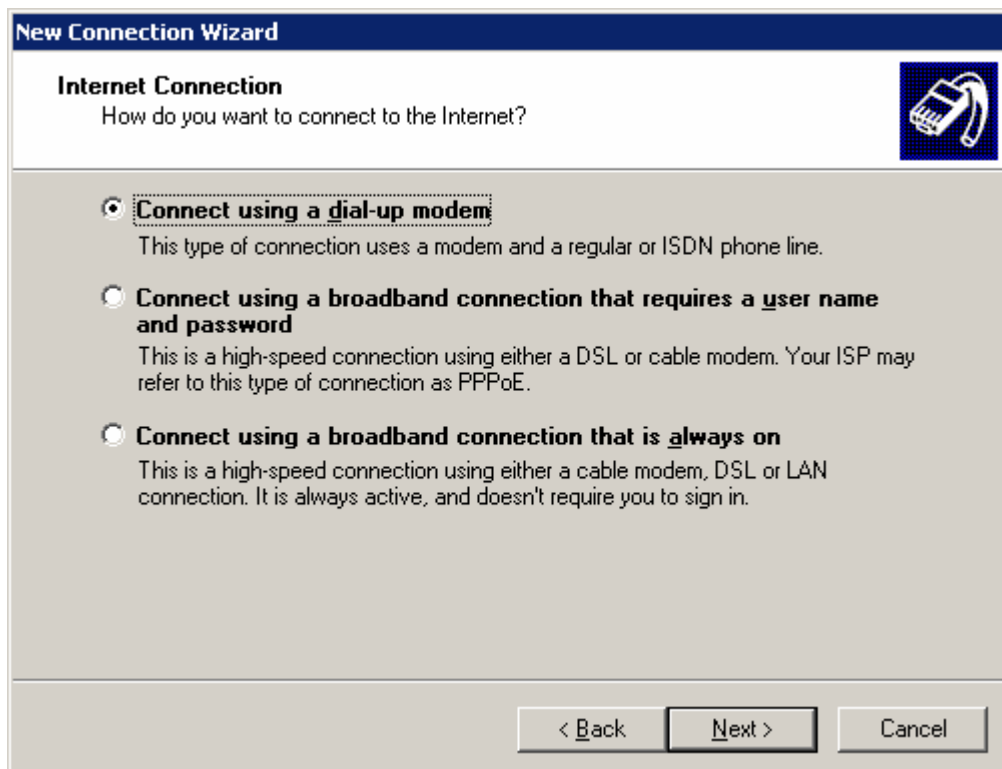 New Connection Wizard
Internet Connection
How do you want to connect to the Internet?
Connect using a dial-up modem
This type of connection uses a modem and a regular or ISDN phone line.
Connect using a broadband connection that requires a user name
and password
This is a high-speed connection using either a DSL or cable modem. Your ISP may
refer to this type of connection as PPPoE.
Connect using a broadband connection that is always on
This is a high-speed connection using either a cable modem, DSL or LAN
connection. It is always active, and doesn't require you to sign in.
< Back Next > Cancel